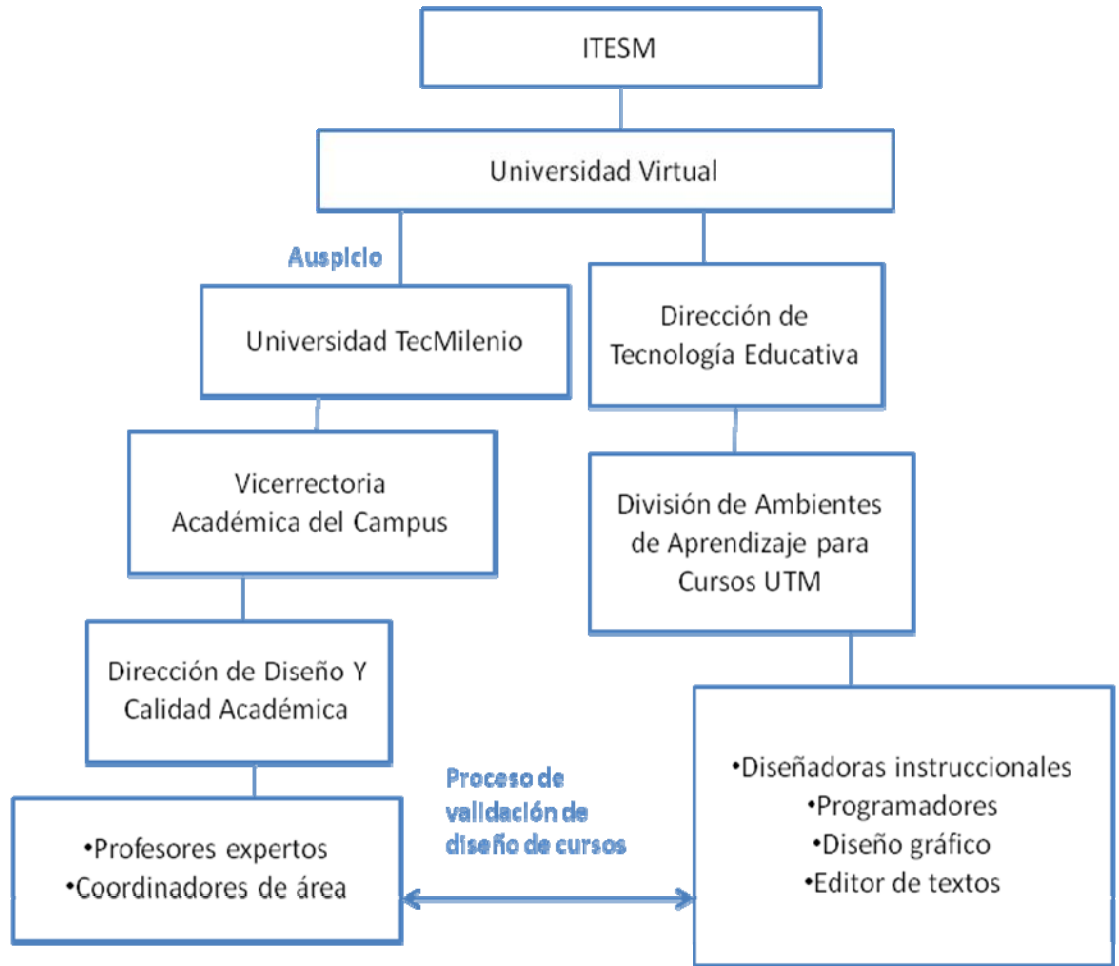 ITESM
Universidad Virtual
Auspicio
Universidad TecMilenio
Dirección de
Tecnología Educativa
Vicerrectoria
Académica del Campus
División de Ambientes
de Aprendizaje para
Cursos UTM
Dirección de Diseño Y
Calidad Académica
•Profesores expertos
•Coordinadores de área
Proceso de
validación de
diseño de cursos
•Diseñadoras instruccionales
•Programadores
•Diseño gráfico
•Editor de textos